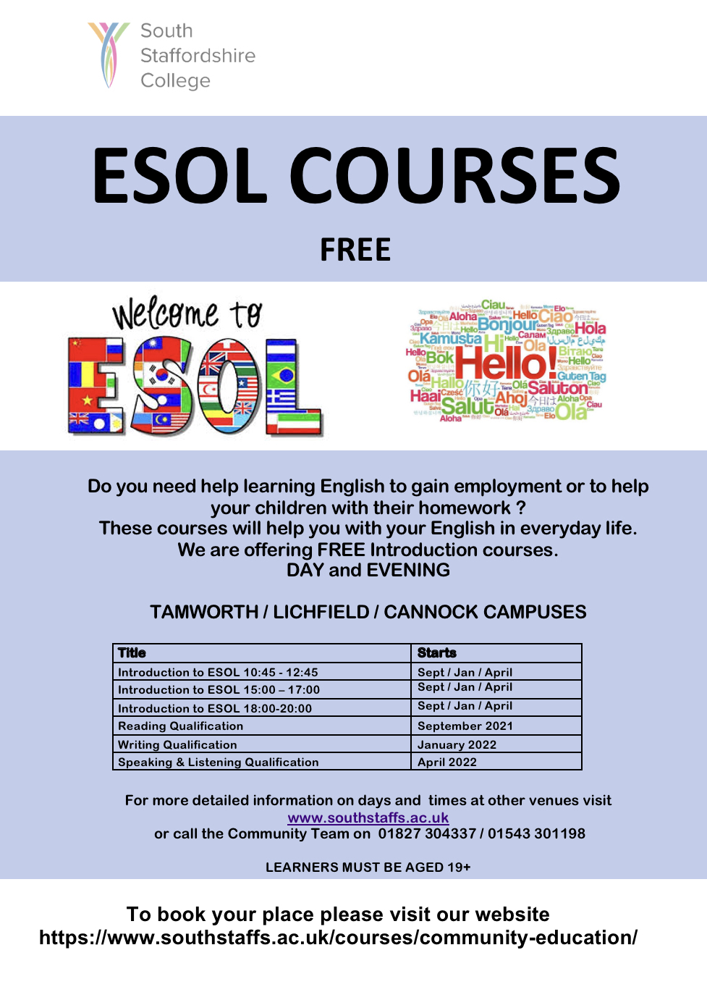 South
Staffordshire
College
ESOL COURSES
FREE
Welcome to
ESOL
Ciau
Aloha
Hello
Ciao
Bonjour
Hola
Kamusta
Hi
Салам
Ola
Вітаю
Hello
Bok
Hello!
Hello
Olá
Hallo
你好
Olá
Saluton
Guten Tag
Haai
Cześć
Salut
Ahoj
今日は
Aloha
Opa
Ciau
Aloha
Olá
Здраво
Elo
Olá
Do you need help learning English to gain employment or to help
your children with their homework ?
These courses will help you with your English in everyday life.
We are offering FREE Introduction courses.
DAY and EVENING
TAMWORTH / LICHFIELD / CANNOCK CAMPUSES
Title Starts
Introduction to ESOL 10:45 - 12:45 Sept / Jan / April
Introduction to ESOL 15:00 – 17:00 Sept / Jan / April
Introduction to ESOL 18:00-20:00 Sept / Jan / April
Reading Qualification September 2021
Writing Qualification January 2022
Speaking & Listening Qualification April 2022
For more detailed information on days and  times at other venues visit
www.southstaffs.ac.uk
or call the Community Team on  01827 304337 / 01543 301198
LEARNERS MUST BE AGED 19+
To book your place please visit our website
https://www.southstaffs.ac.uk/courses/community-education/